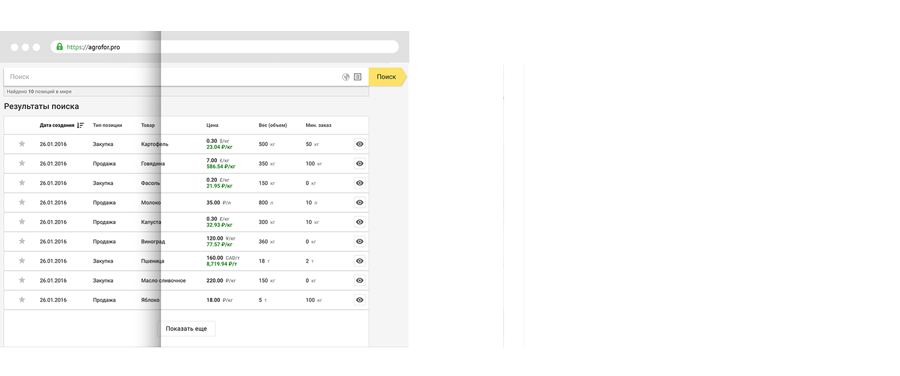 https://agrofor.pro
Поиск
Поиск
Найдено 10 позиций в мире
Результаты поиска
Дата создания Тип позиции Товар Цена Вес (объем) Мин. заказ
26.01.2016 Закупка Картофель 0.30 $/кг 500 кг 50 кг
23.04 ₽/кг
26.01.2016 Продажа Говядина 7.00 €/кг 350 кг 100 кг
586.54 ₽/кг
26.01.2016 Закупка Фасоль 0.20 £/кг 150 кг 0 кг
21.95 ₽/кг
26.01.2016 Продажа Молоко 35.00 ₽/л 800 л 10 л
26.01.2016 Продажа Капуста 0.30 £/кг 300 кг 10 кг
32.93 ₽/кг
26.01.2016 Продажа Виноград 120.00 ¥/кг 360 кг 0 кг
77.57 ₽/кг
26.01.2016 Закупка Пшеница 160.00 CAD/т 18 т 2 т
8,719.94 ₽/т
26.01.2016 Закупка Масло сливочное 220.00 ₽/кг 150 кг 0 кг
26.01.2016 Продажа Яблоко 18.00 ₽/кг 5 т 100 кг
Показать еще